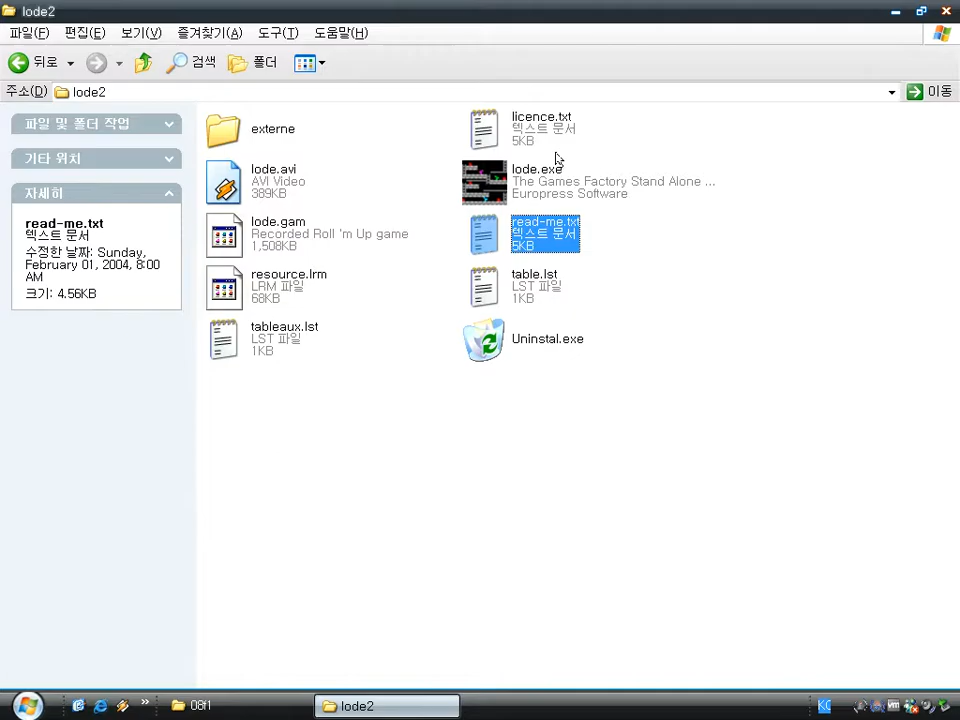 lode2
파일(F) 편집(E) 보기(V) 즐겨찾기(A) 도구(T) 도움말(H)
뒤로 검색 폴더
주소(D) lode2 이동
파일 및 폴더 작업
기타 위치
자세히
read-me.txt
텍스트 문서
수정한 날짜: Sunday,
February 01, 2004, 8:00
AM
크기: 4.56KB
externe
licence.txt
텍스트 문서
5KB
lode.avi
AVI Video
389KB
lode.exe
The Games Factory Stand Alone ...
Europress Software
lode.gam
Recorded Roll 'm Up game
1,508KB
read-me.txt
텍스트 문서
5KB
resource.lrm
LRM 파일
68KB
table.lst
LST 파일
1KB
tableaux.lst
LST 파일
1KB
Uninstal.exe
» 08f1 lode2 KC